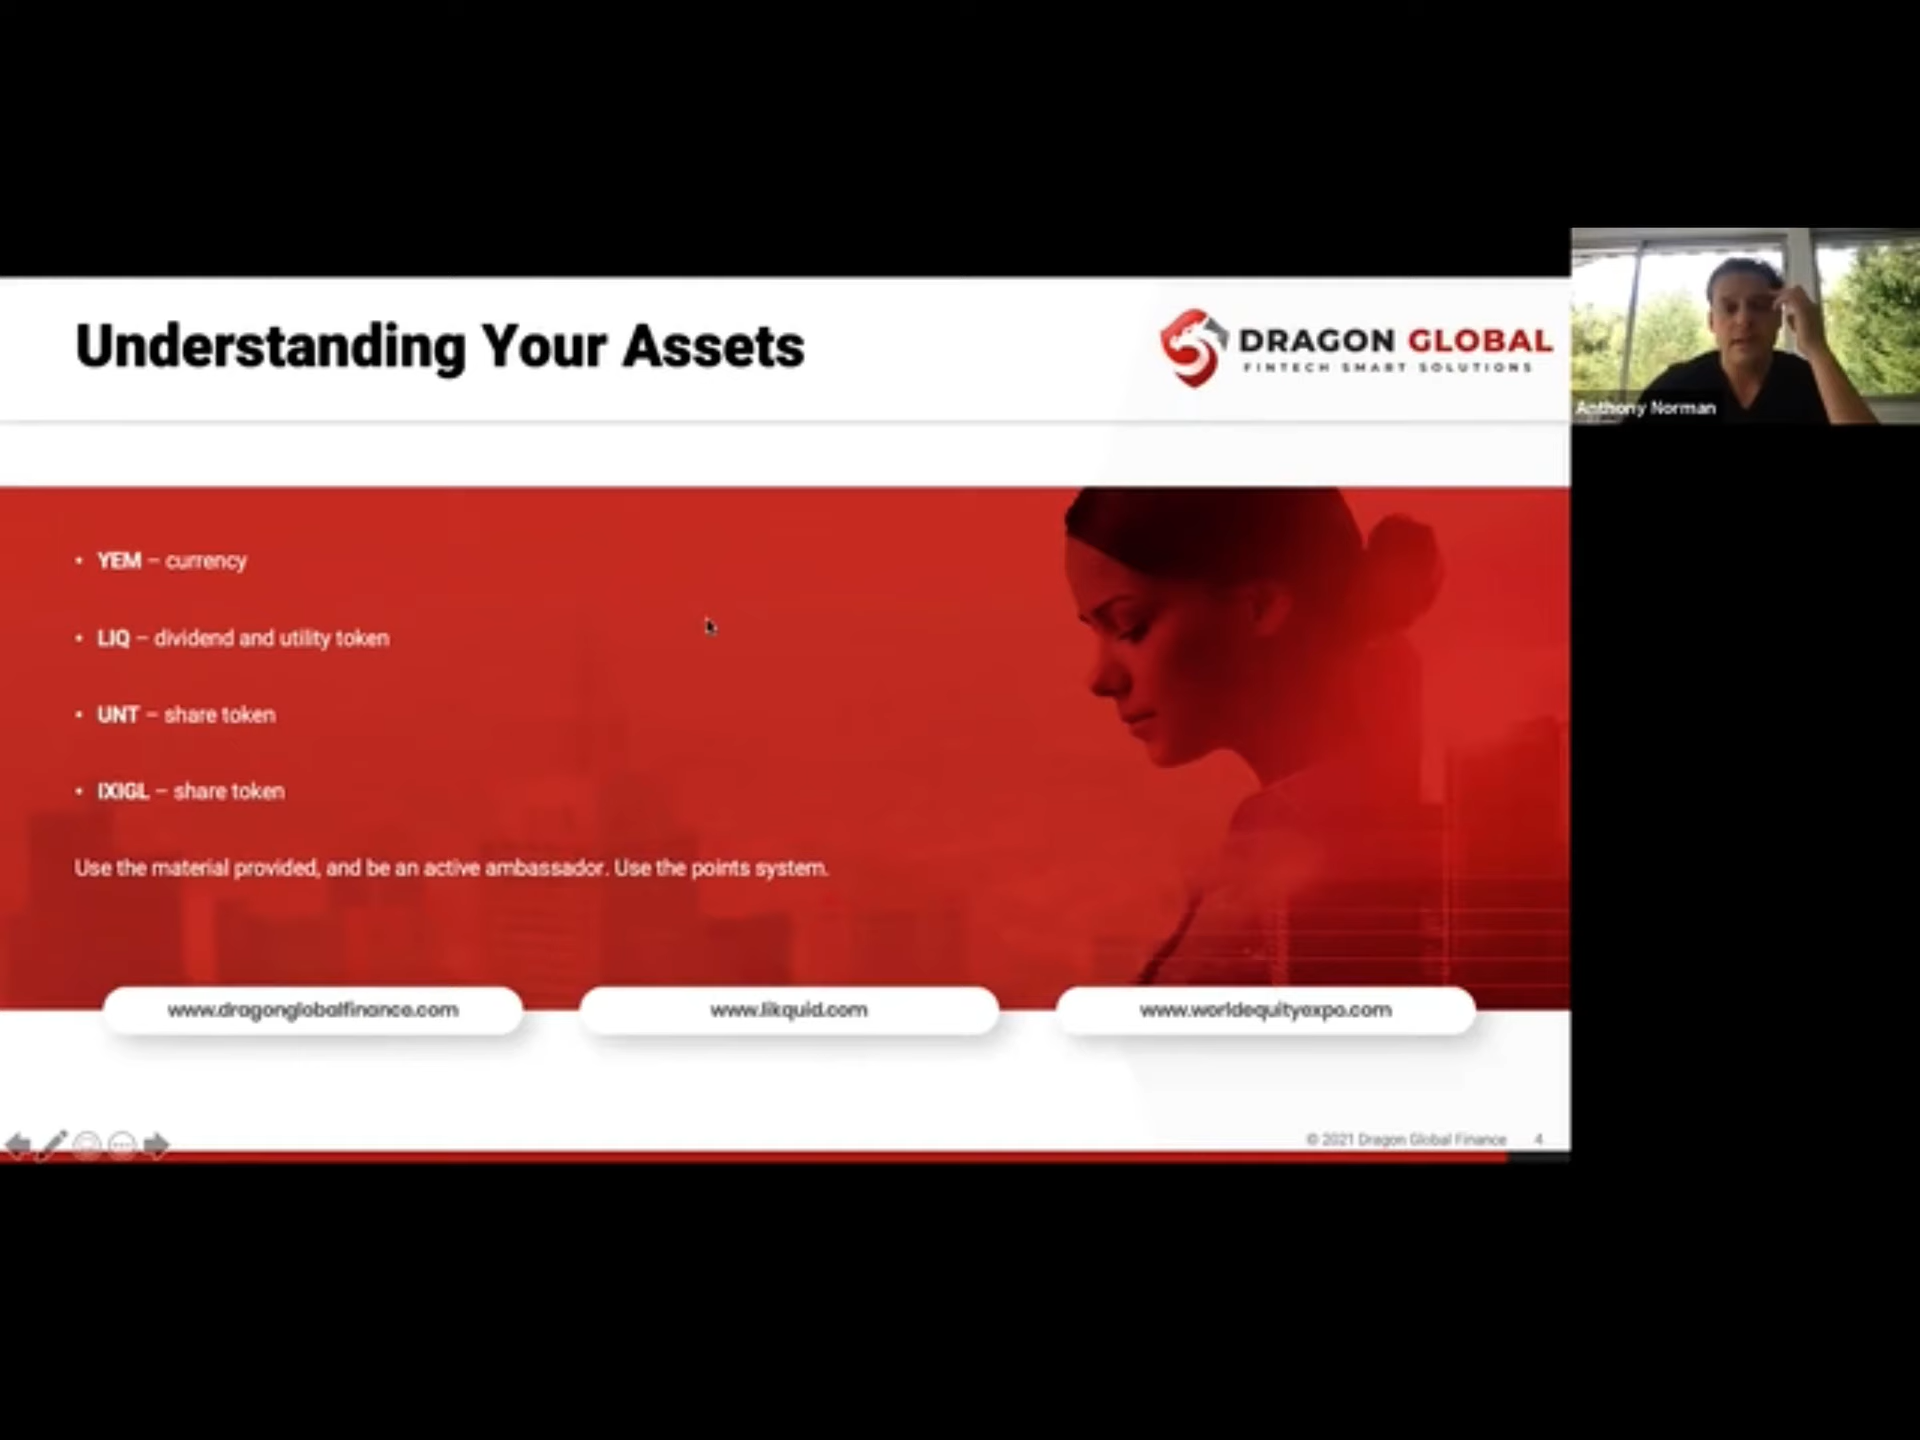 Understanding Your Assets
DRAGON GLOBAL
FINTECH SMART SOLUTIONS
Anthony Norman
• YEM – currency
• LIQ – dividend and utility token
• UNT – share token
• IXIGL – share token
Use the material provided, and be an active ambassador. Use the points system.
www.dragonglobalfinance.com
www.likquid.com
www.worldequityexpo.com
© 2021 Dragon Global Finance 4